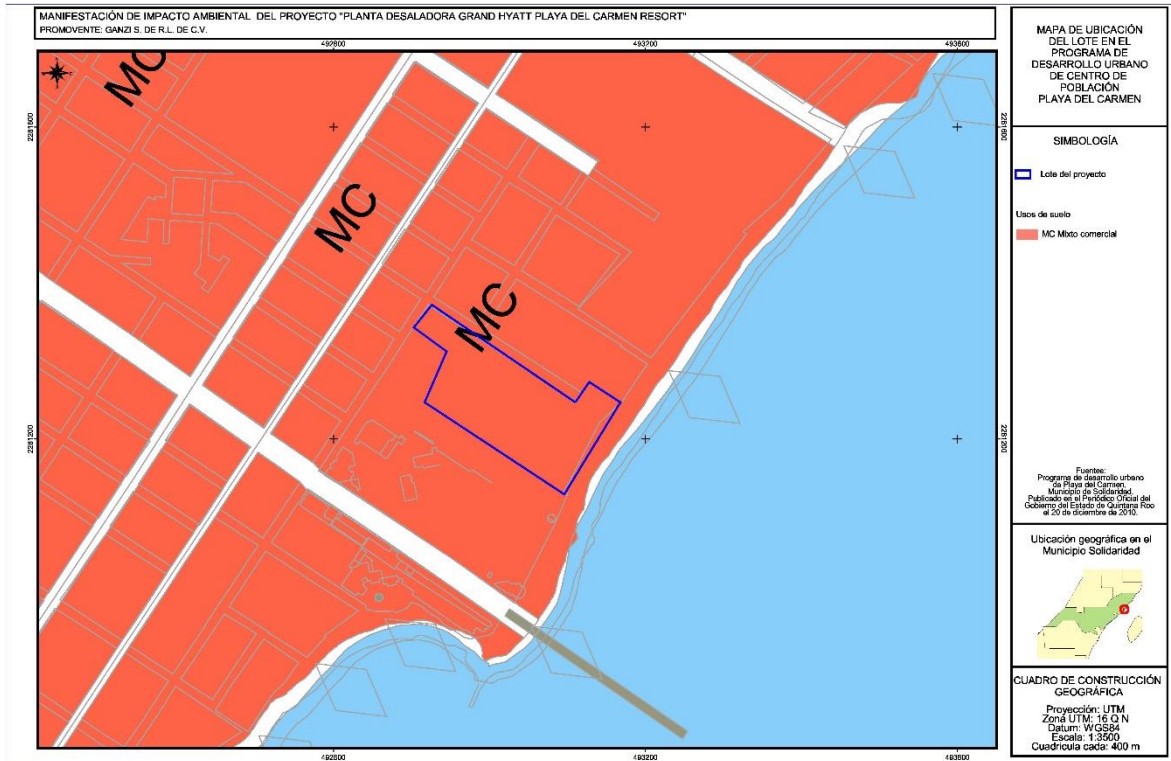 MANIFESTACIÓN DE IMPACTO AMBIENTAL DEL PROYECTO "PLANTA DESALADORA GRAND HYATT PLAYA DEL CARMEN RESORT"
PROMOVENTE: GANZI S. DE R.L. DE C.V.
492800
493200
493600
2281600
2281600
2281200
2281200
492800
493200
493600
MC
MC
MC
MAPA DE UBICACIÓN
DEL LOTE EN EL
PROGRAMA DE
DESARROLLO URBANO
DE CENTRO DE
POBLACIÓN
PLAYA DEL CARMEN
SIMBOLOGÍA
Lote del proyecto
Usos de suelo
MC Mixto comercial
Fuentes:
Programa de desarrollo urbano
de Playa del Carmen,
Municipio de Solidaridad.
Publicado en el Periódico Oficial del
Gobierno del Estado de Quintana Roo
el 20 de diciembre de 2010.
Ubicación geográfica en el
Municipio Solidaridad
CUADRO DE CONSTRUCCIÓN
GEOGRÁFICA
Proyección: UTM
Zona UTM: 16 Q N
Datum: WGS84
Escala: 1:3500
Cuadricula cada: 400 m